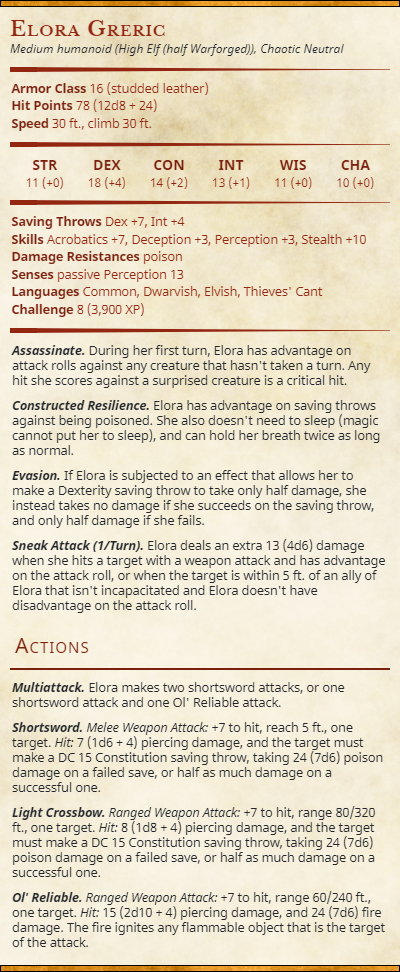 Elora Greric
Medium humanoid (High Elf (half Warforged)), Chaotic Neutral
Armor Class 16 (studded leather)
Hit Points 78 (12d8 + 24)
Speed 30 ft., climb 30 ft.
STR DEX CON INT WIS CHA
11 (+0) 18 (+4) 14 (+2) 13 (+1) 11 (+0) 10 (+0)
Saving Throws Dex +7, Int +4
Skills Acrobatics +7, Deception +3, Perception +3, Stealth +10
Damage Resistances poison
Senses passive Perception 13
Languages Common, Dwarvish, Elvish, Thieves' Cant
Challenge 8 (3,900 XP)
Assassinate. During her first turn, Elora has advantage on
attack rolls against any creature that hasn't taken a turn. Any
hit she scores against a surprised creature is a critical hit.
Constructed Resilience. Elora has advantage on saving throws
against being poisoned. She also doesn't need to sleep (magic
cannot put her to sleep), and can hold her breath twice as long
as normal.
Evasion. If Elora is subjected to an effect that allows her to
make a Dexterity saving throw to take only half damage, she
instead takes no damage if she succeeds on the saving throw,
and only half damage if she fails.
Sneak Attack (1/Turn). Elora deals an extra 13 (4d6) damage
when she hits a target with a weapon attack and has advantage
on the attack roll, or when the target is within 5 ft. of an ally of
Elora that isn't incapacitated and Elora doesn't have
disadvantage on the attack roll.
Actions
Multiattack. Elora makes two shortsword attacks, or one
shortsword attack and one Ol' Reliable attack.
Shortsword. Melee Weapon Attack: +7 to hit, reach 5 ft., one
target. Hit: 7 (1d6 + 4) piercing damage, and the target must
make a DC 15 Constitution saving throw, taking 24 (7d6) poison
damage on a failed save, or half as much damage on a
successful one.
Light Crossbow. Ranged Weapon Attack: +7 to hit, range 80/320
ft., one target. Hit: 8 (1d8 + 4) piercing damage, and the target
must make a DC 15 Constitution saving throw, taking 24 (7d6)
poison damage on a failed save, or half as much damage on a
successful one.
Ol' Reliable. Ranged Weapon Attack: +7 to hit, range 60/240 ft.,
one target. Hit: 15 (2d10 + 4) piercing damage, and 24 (7d6) fire
damage. The fire ignites any flammable object that is the target
of the attack.